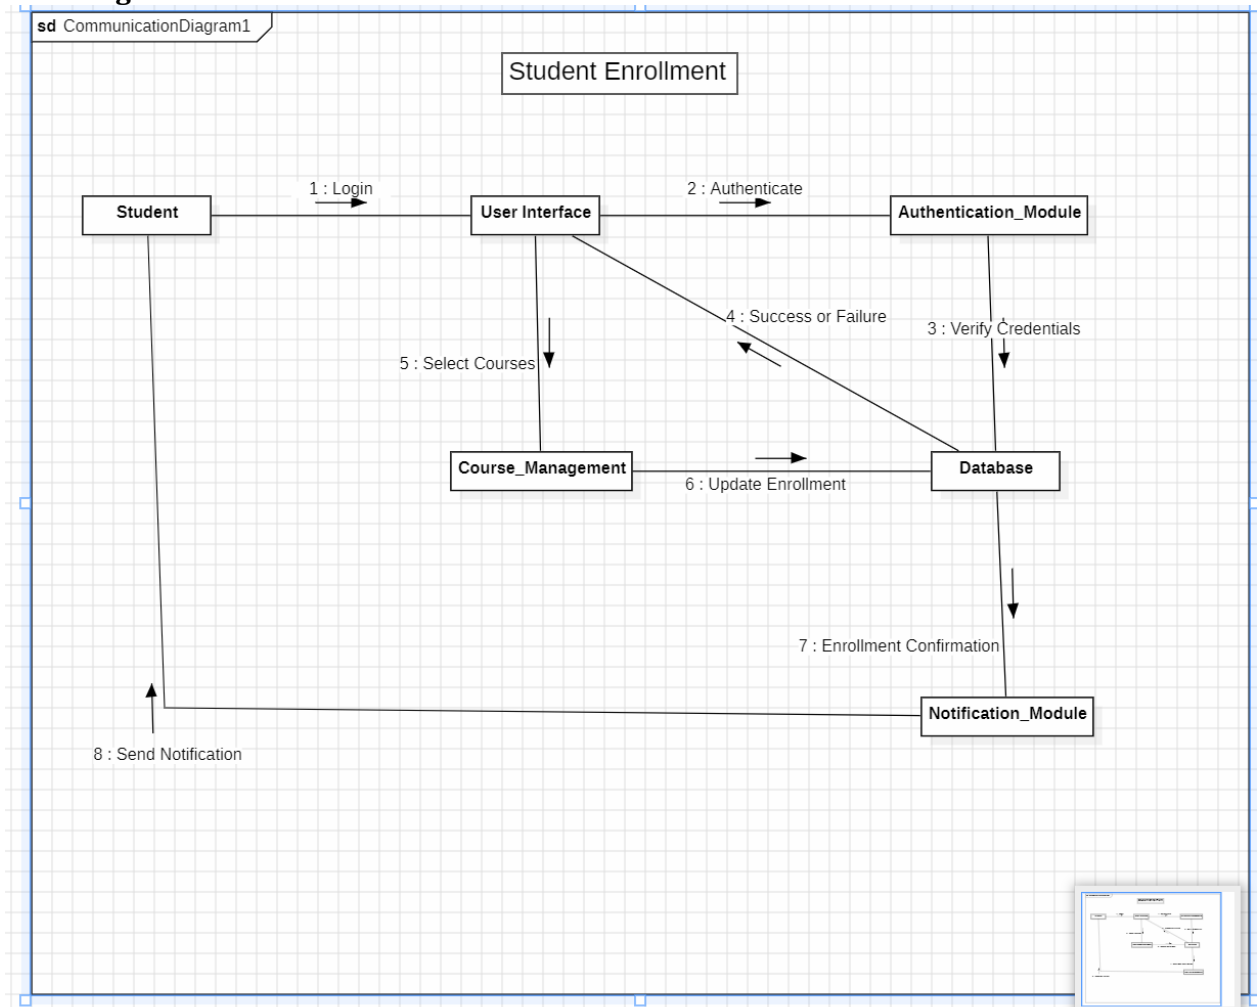 sd CommunicationDiagram1
Student Enrollment
1 : Login
2 : Authenticate
Student
User Interface
Authentication_Module
4 : Success or Failure
3 : Verify Credentials
5 : Select Courses
Course_Management
Database
6 : Update Enrollment
7 : Enrollment Confirmation
Notification_Module
8 : Send Notification